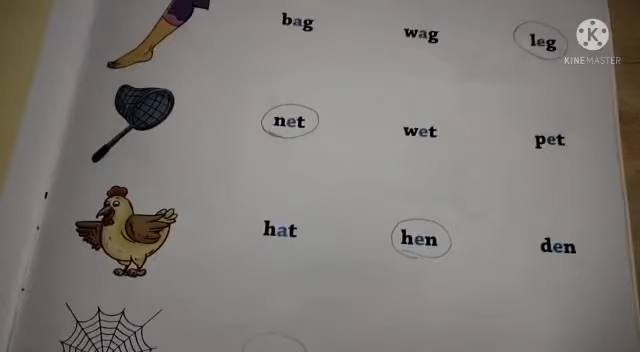 bag wag leg
K
KINEMASTER
net wet pet
hat hen den